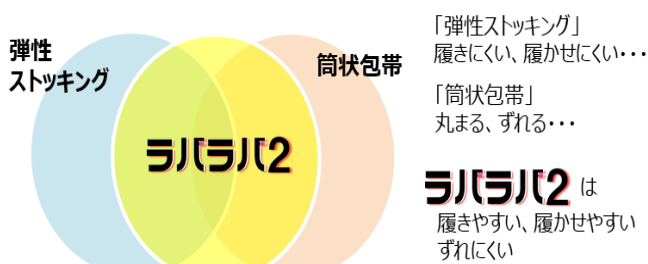 弾性
ストッキング
筒状包帯
ラバラバ2
「弾性ストッキング」
履きにくい、履かせにくい・・・
「筒状包帯」
丸まる、ずれる・・・
ラバラバ2 は
履きやすい、履かせやすい
ずれにくい